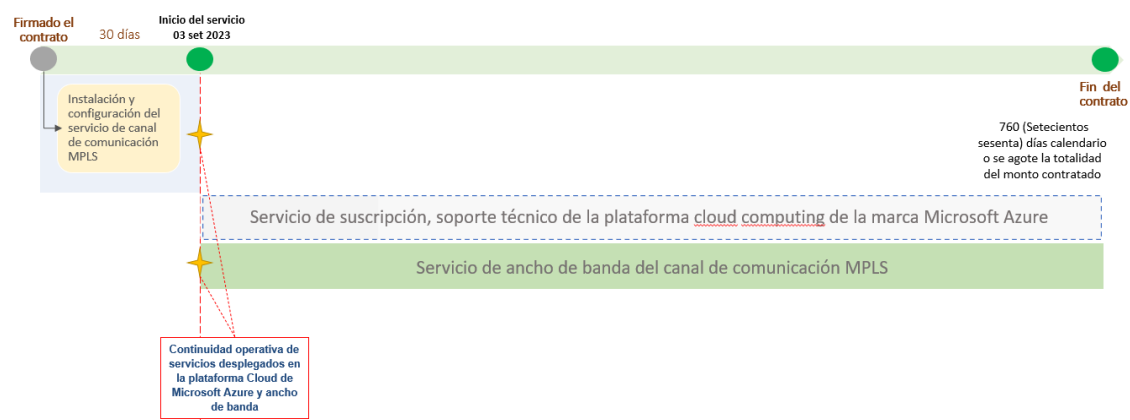 Firmado el
contrato
30 días
Inicio del servicio
03 set 2023
Instalación y
configuración del
servicio de canal
de comunicación
MPLS
Fin del
contrato
760 (Setecientos
sesenta) días calendario
o se agote la totalidad
del monto contratado
Servicio de suscripción, soporte técnico de la plataforma cloud computing de la marca Microsoft Azure
Servicio de ancho de banda del canal de comunicación MPLS
Continuidad operativa de
servicios desplegados en
la plataforma Cloud de
Microsoft Azure y ancho
de banda